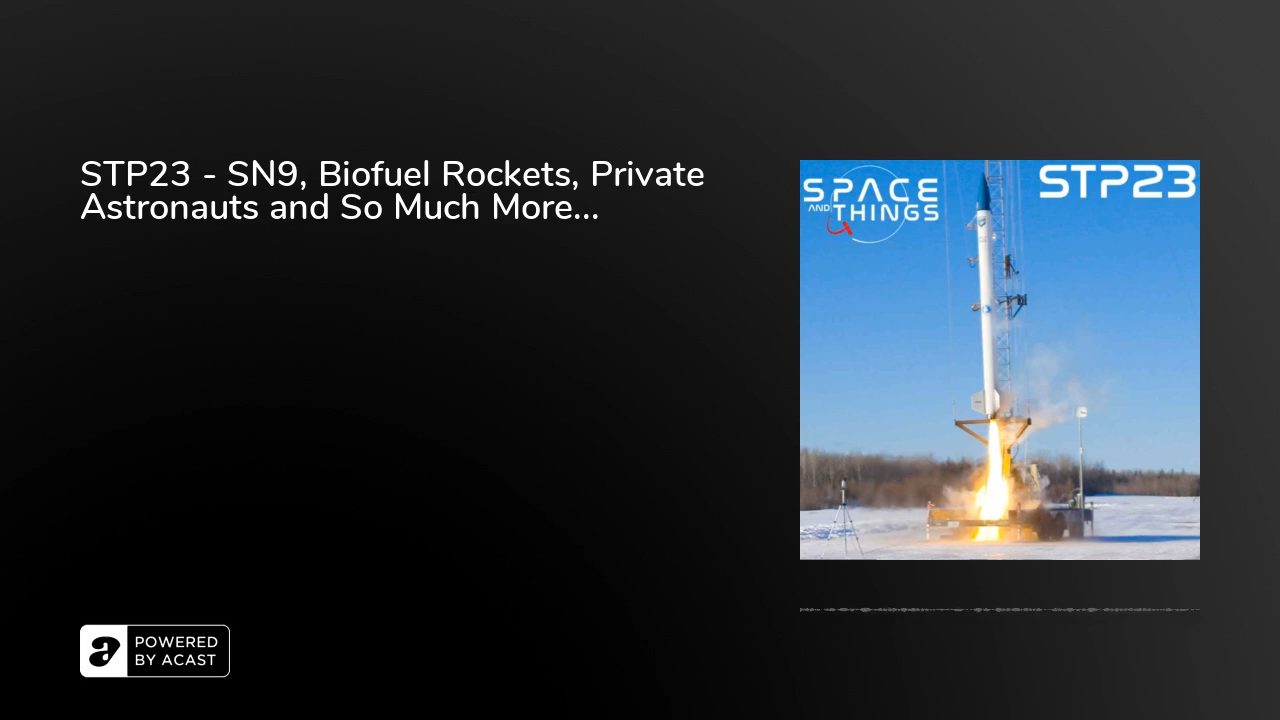 STP23 - SN9, Biofuel Rockets, Private
Astronauts and So Much More...
SPACE
AND THINGS
STP23
POWERED
BY ACAST